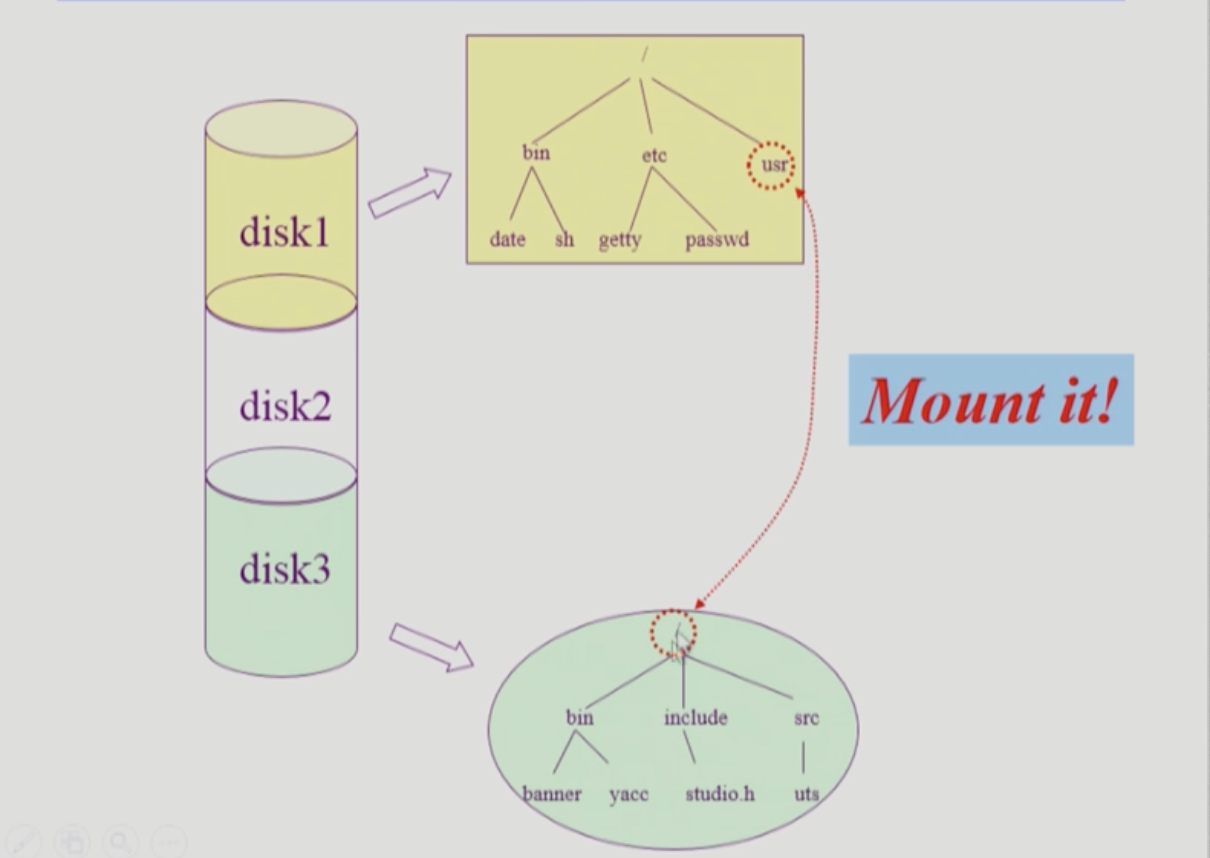 /
bin etc usr
date sh getty passwd
disk1
disk2
Mount it!
disk3
/
bin include src
banner yacc studio.h uts